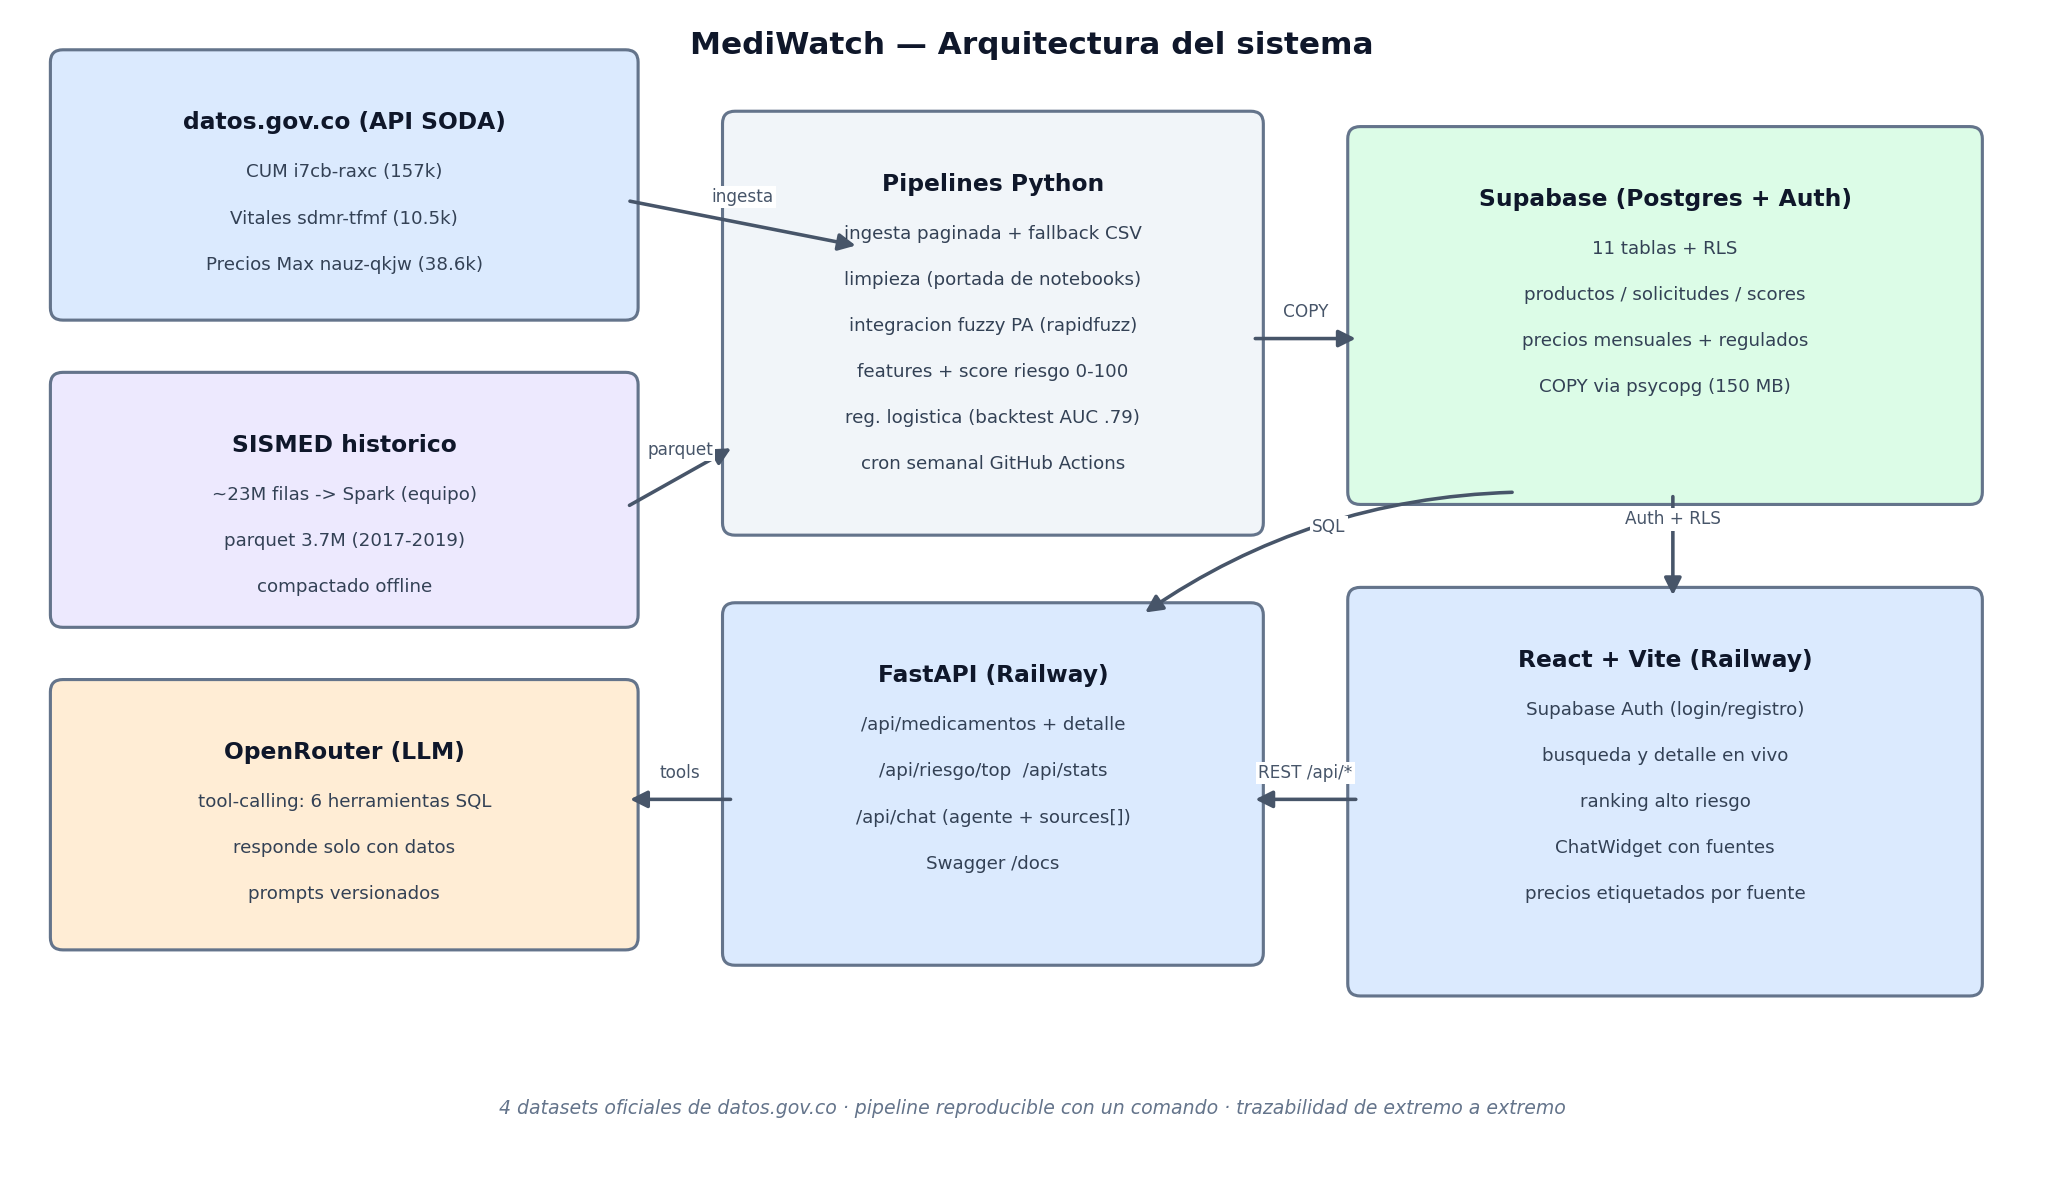 MediWatch — Arquitectura del sistema
datos.gov.co (API SODA)
CUM i7cb-raxc (157k)
Vitales sdmr-tfmf (10.5k)
Precios Max nauz-qkjw (38.6k)
ingesta
Pipelines Python
ingesta paginada + fallback CSV
limpieza (portada de notebooks)
integracion fuzzy PA (rapidfuzz)
features + score riesgo 0-100
reg. logistica (backtest AUC .79)
cron semanal GitHub Actions
COPY
Supabase (Postgres + Auth)
11 tablas + RLS
productos / solicitudes / scores
precios mensuales + regulados
COPY via psycopg (150 MB)
SISMED historico
~23M filas -> Spark (equipo)
parquet 3.7M (2017-2019)
compactado offline
parquet
SQL
Auth + RLS
OpenRouter (LLM)
tool-calling: 6 herramientas SQL
responde solo con datos
prompts versionados
tools
FastAPI (Railway)
/api/medicamentos + detalle
/api/riesgo/top  /api/stats
/api/chat (agente + sources[])
Swagger /docs
REST /api/*
React + Vite (Railway)
Supabase Auth (login/registro)
busqueda y detalle en vivo
ranking alto riesgo
ChatWidget con fuentes
precios etiquetados por fuente
4 datasets oficiales de datos.gov.co · pipeline reproducible con un comando · trazabilidad de extremo a extremo